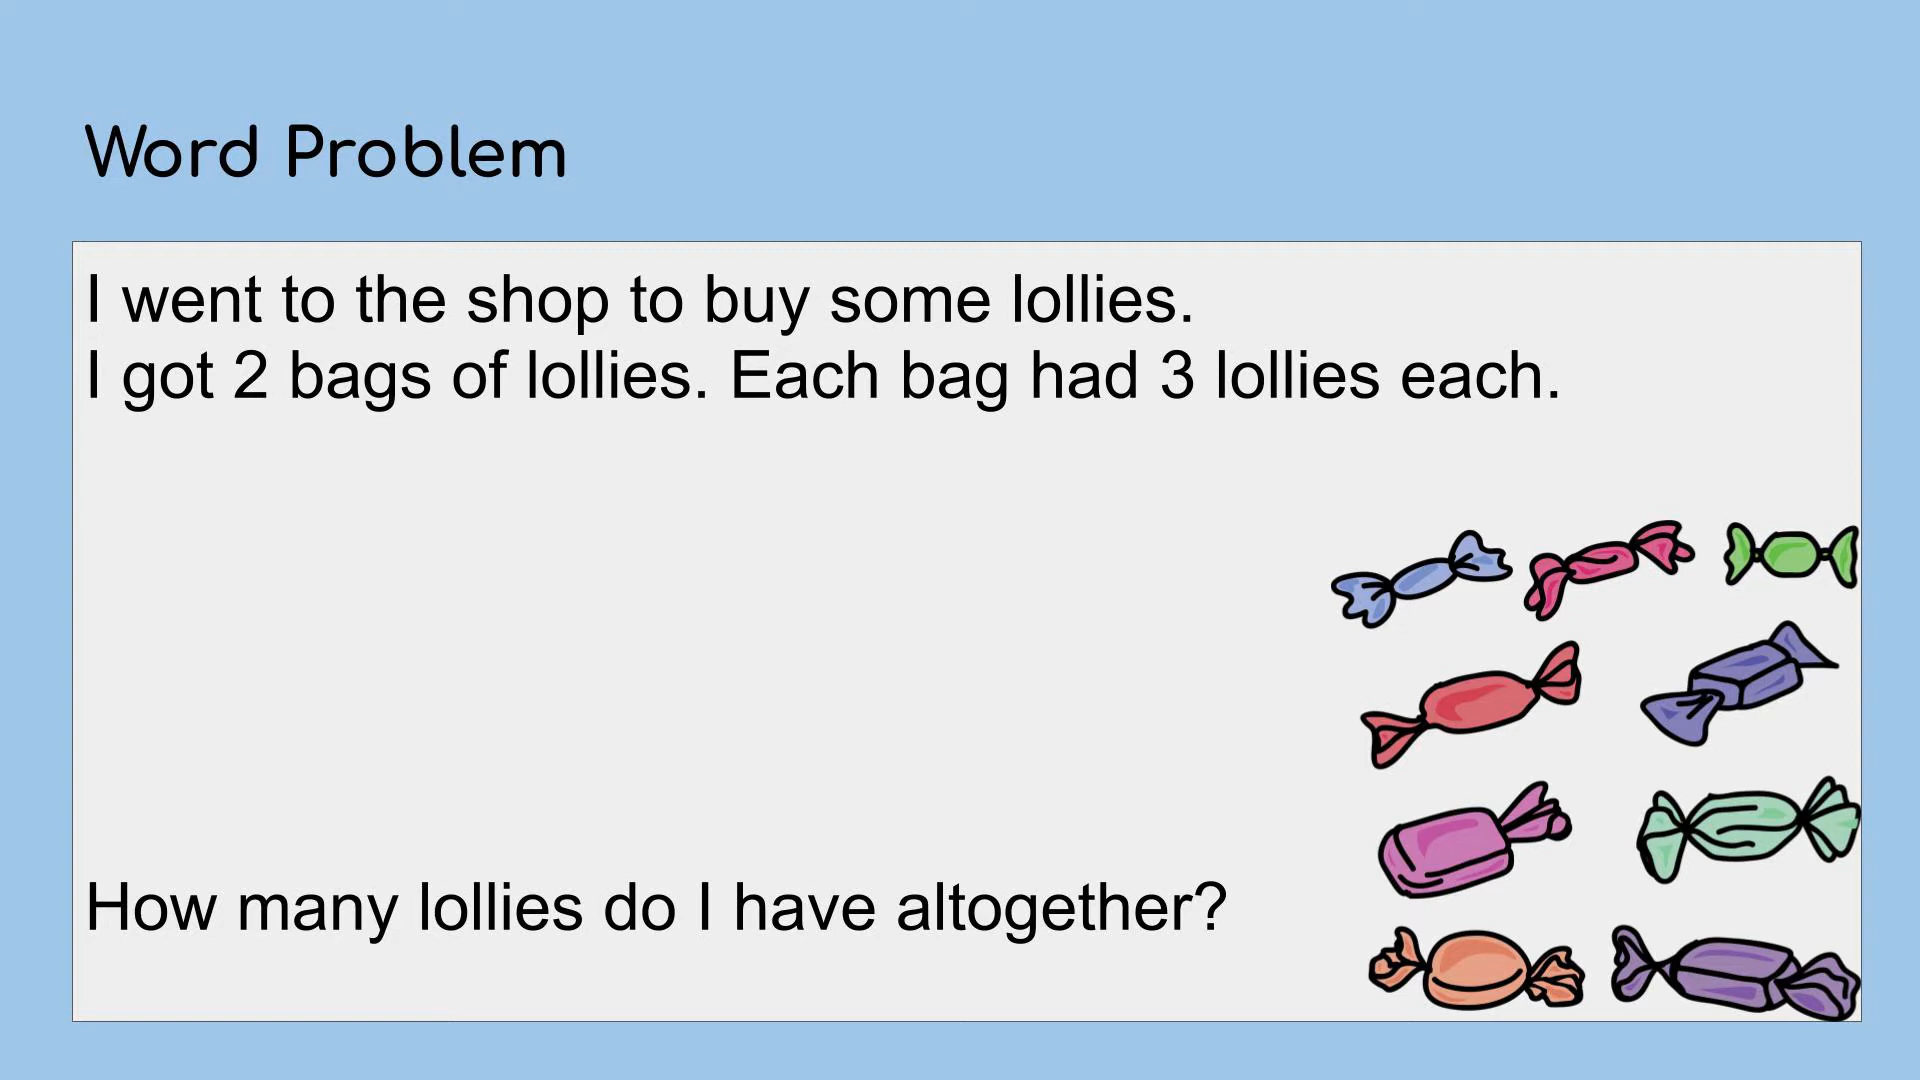 Word Problem
I went to the shop to buy some lollies.
I got 2 bags of lollies. Each bag had 3 lollies each.
How many lollies do I have altogether?